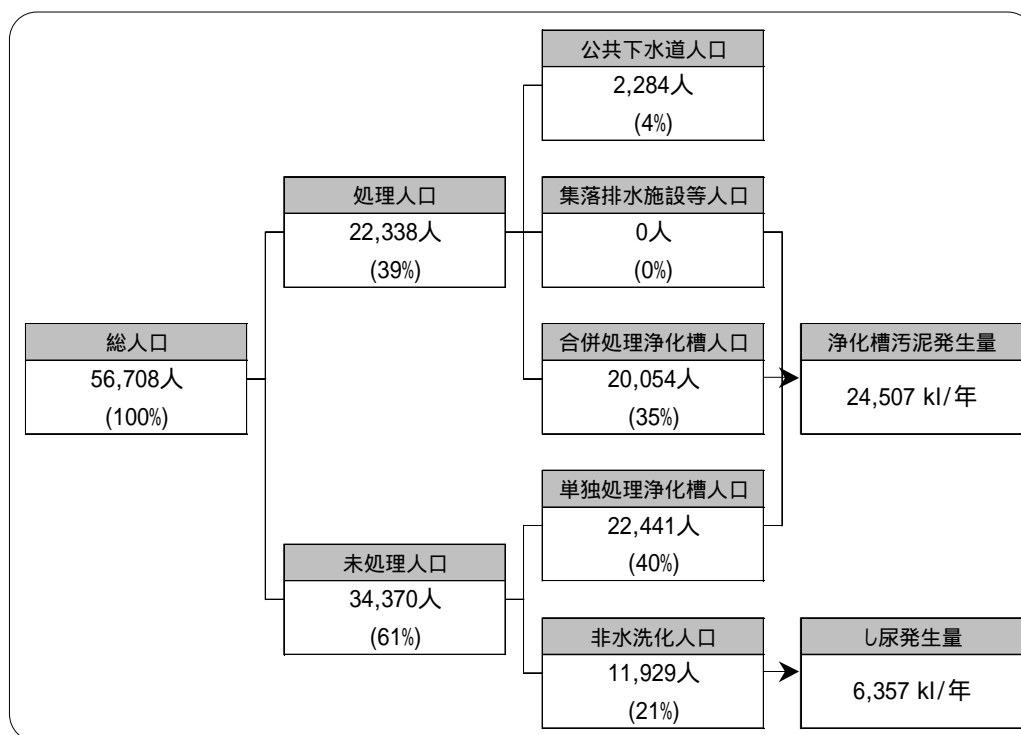 公共下水道人口
2,284人
(4%)
処理人口
22,338人
(39%)
集落排水施設等人口
0人
(0%)
総人口
56,708人
(100%)
合併処理浄化槽人口
20,054人
(35%)
浄化槽汚泥発生量
24,507 kl/年
単独処理浄化槽人口
22,441人
(40%)
未処理人口
34,370人
(61%)
非水洗化人口
11,929人
(21%)
し尿発生量
6,357 kl/年